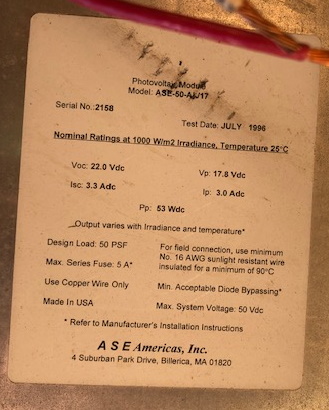 Photovoltaic Module
Model: ASE-50-AL/17
Serial No.:2158
Test Date: JULY 1996
Nominal Ratings at 1000 W/m2 Irradiance, Temperature 25°C
Voc: 22.0 Vdc
Vp: 17.8 Vdc
Isc: 3.3 Adc
Ip: 3.0 Adc
Pp: 53 Wdc
Output varies with Irradiance and temperature*
Design Load: 50 PSF
For field connection, use minimum
No. 16 AWG sunlight resistant wire
insulated for a minimum of 90°C
Max. Series Fuse: 5 A*
Use Copper Wire Only
Min. Acceptable Diode Bypassing*
Made In USA
Max. System Voltage: 50 Vdc
* Refer to Manufacturer's Installation Instructions
ASE Americas, Inc.
4 Suburban Park Drive, Billerica, MA 01820